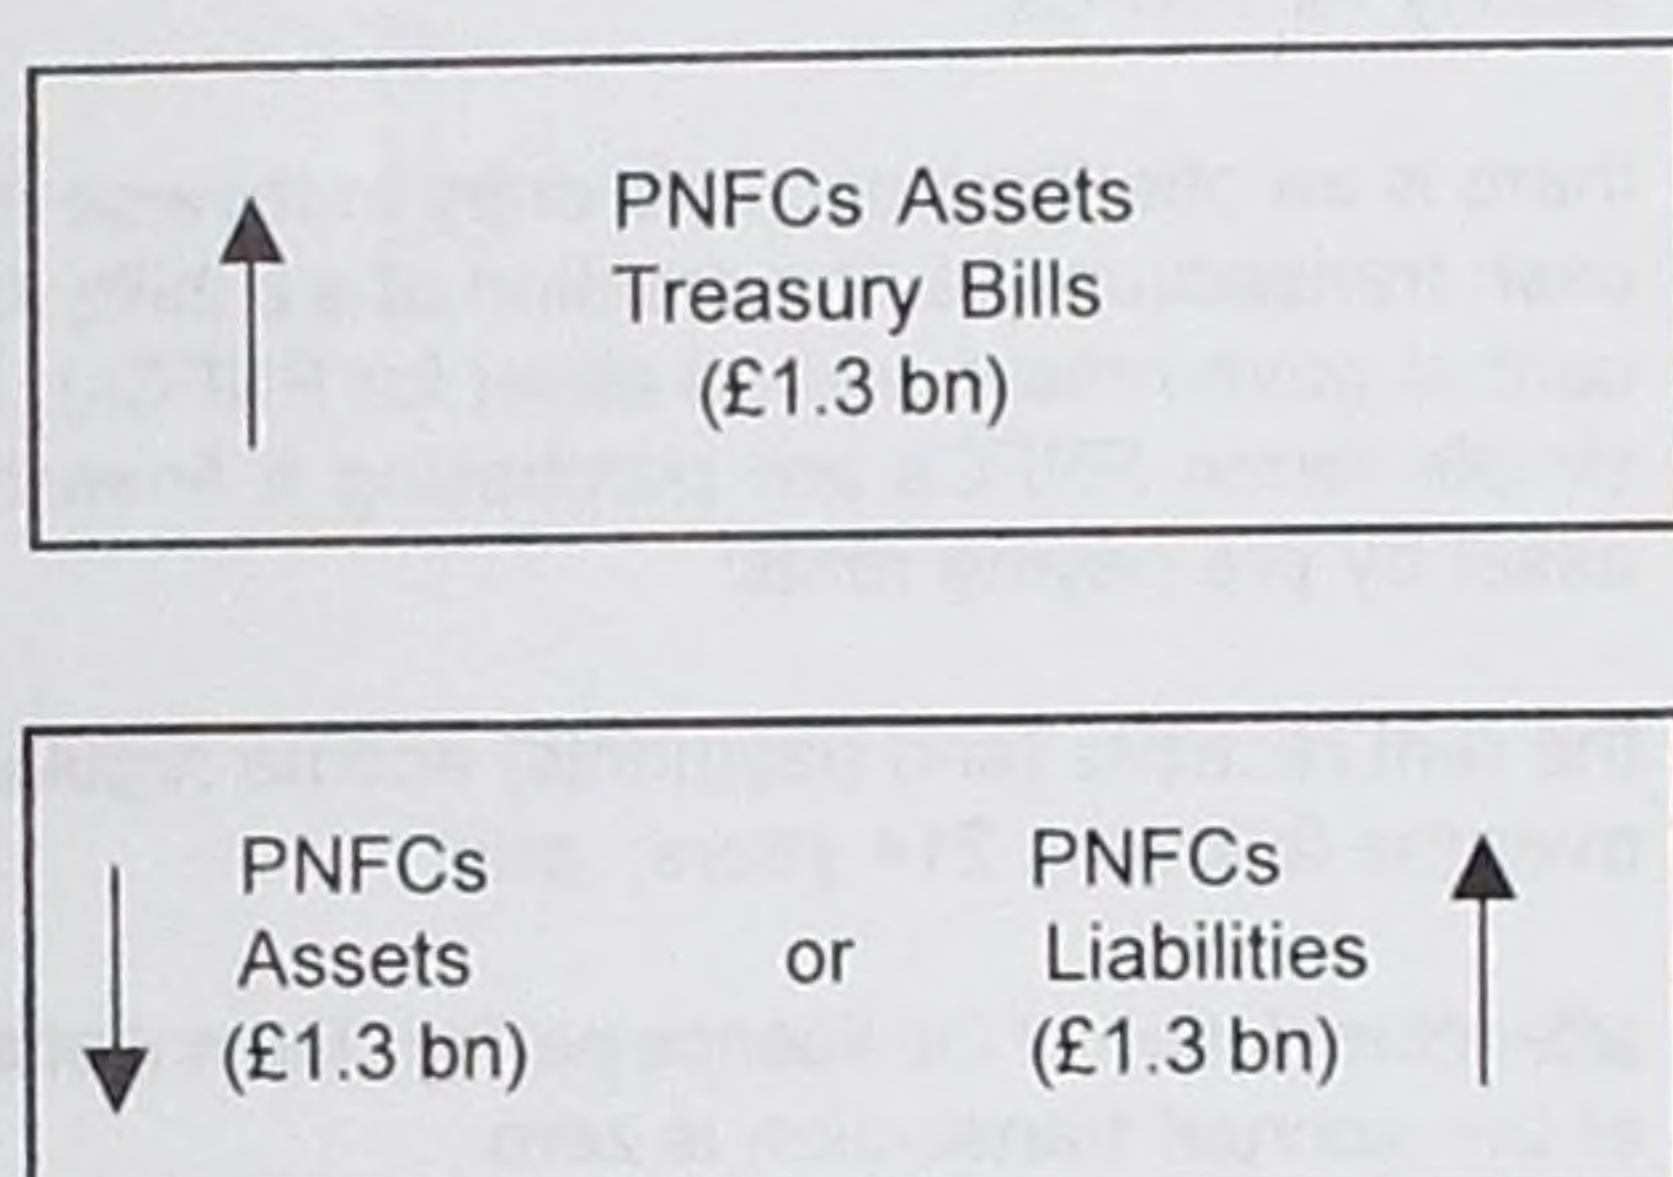 PNFCs Assets
Treasury Bills
(£1.3 bn)
PNFCs
Assets
(£1.3 bn)
or
PNFCs
Liabilities
(£1.3 bn)